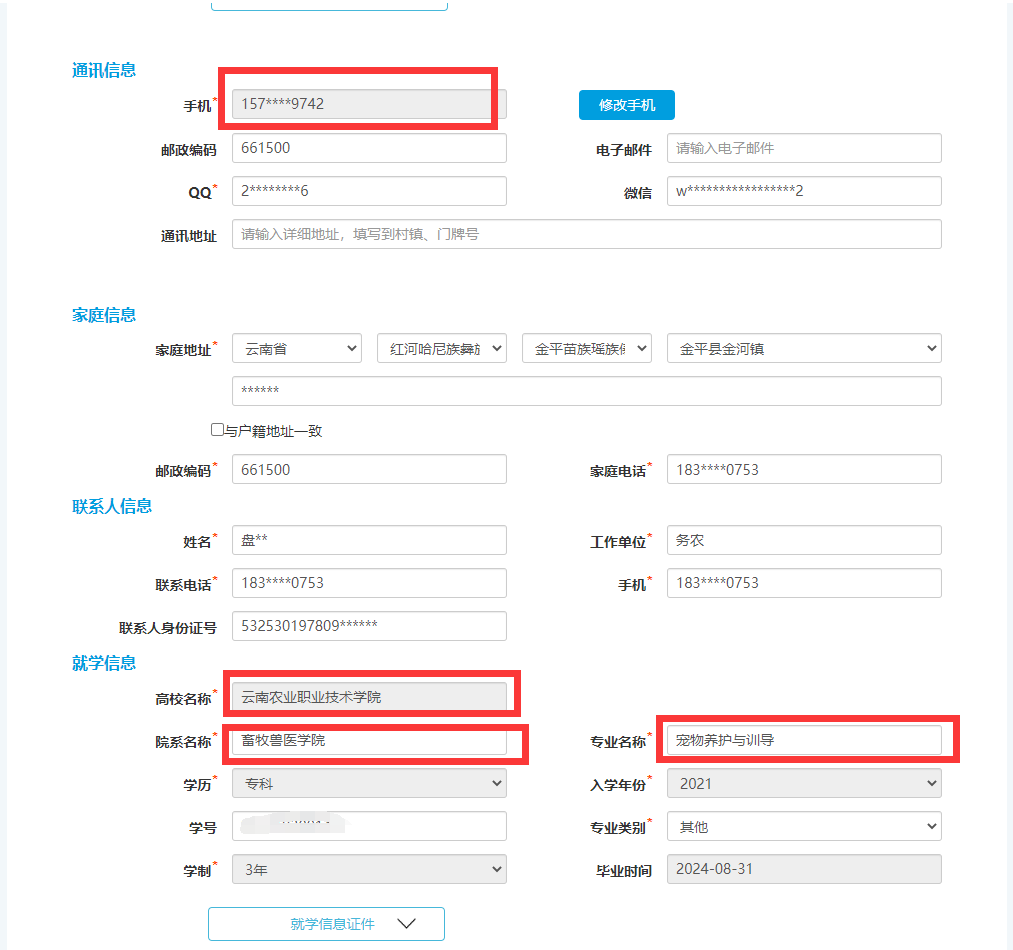 通讯信息
手机* 157****9742 修改手机
邮政编码 661500 电子邮件 请输入电子邮件
QQ* 2********6 微信 w*****************2
通讯地址 请输入详细地址，填写到村镇、门牌号
家庭信息
家庭地址* 云南省 红河哈尼族彝族 金平苗族瑶族傣 金平县金河镇
******
与户籍地址一致
邮政编码* 661500 家庭电话* 183****0753
联系人信息
姓名* 盘** 工作单位* 务农
联系电话* 183****0753 手机* 183****0753
联系人身份证号 532530197809******
就学信息
高校名称* 云南农业职业技术学院
院系名称* 畜牧兽医学院 专业名称* 宠物养护与训导
学历* 专科 入学年份* 2021
学号 专业类别* 其他
学制* 3年 毕业时间 2024-08-31
就学信息证件